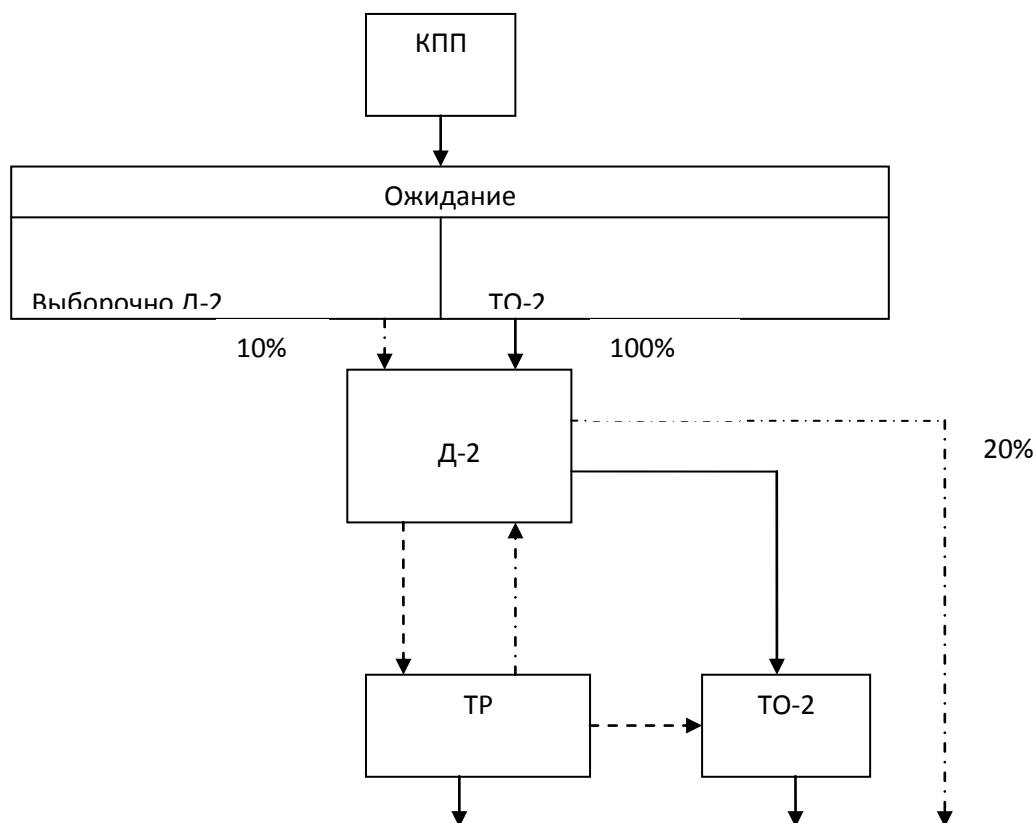 КПП
Ожидание
Выборочно Д-2
ТО-2
10%
100%
Д-2
20%
ТР
ТО-2